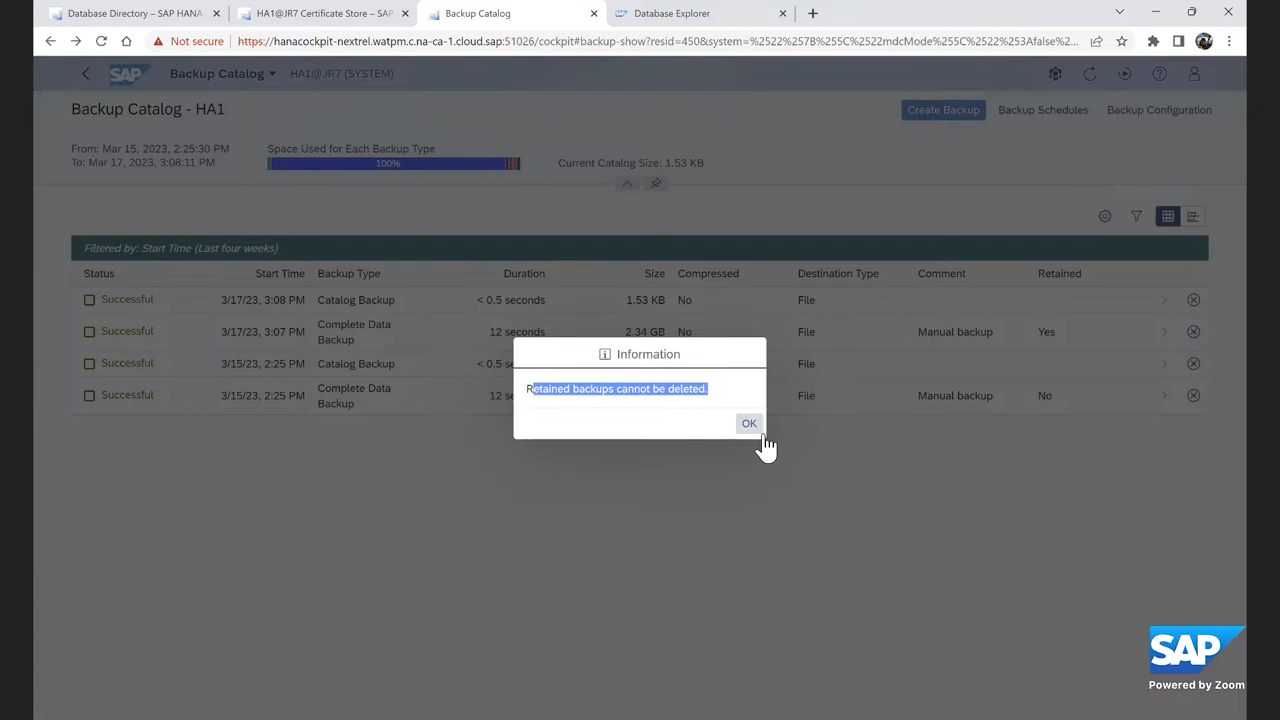 Database Directory – SAP HANA
HA1@JR7 Certificate Store – SAP
Backup Catalog
Database Explorer
Not secure
https://hanacockpit-nextrel.watpm.c.na-ca-1.cloud.sap:51026/cockpit#backup-show?resid=450&system=%2522%257B%255C%2522mdcMode%255C%2522%253Afalse%2...
SAP
Backup Catalog
HA1@JR7 (SYSTEM)
Backup Catalog - HA1
Create Backup
Backup Schedules
Backup Configuration
From: Mar 15, 2023, 2:25:30 PM
To: Mar 17, 2023, 3:08:11 PM
Space Used for Each Backup Type
100%
Current Catalog Size: 1.53 KB
Filtered by: Start Time (Last four weeks)
Status Start Time Backup Type Duration Size Compressed Destination Type Comment Retained
Successful 3/17/23, 3:08 PM Catalog Backup < 0.5 seconds 1.53 KB No File
Successful 3/17/23, 3:07 PM Complete Data Backup 12 seconds 2.34 GB No File Manual backup Yes
Successful 3/15/23, 2:25 PM Catalog Backup < 0.5 se File
Successful 3/15/23, 2:25 PM Complete Data Backup 12 se File Manual backup No
Information
Retained backups cannot be deleted.
OK
SAP
Powered by Zoom